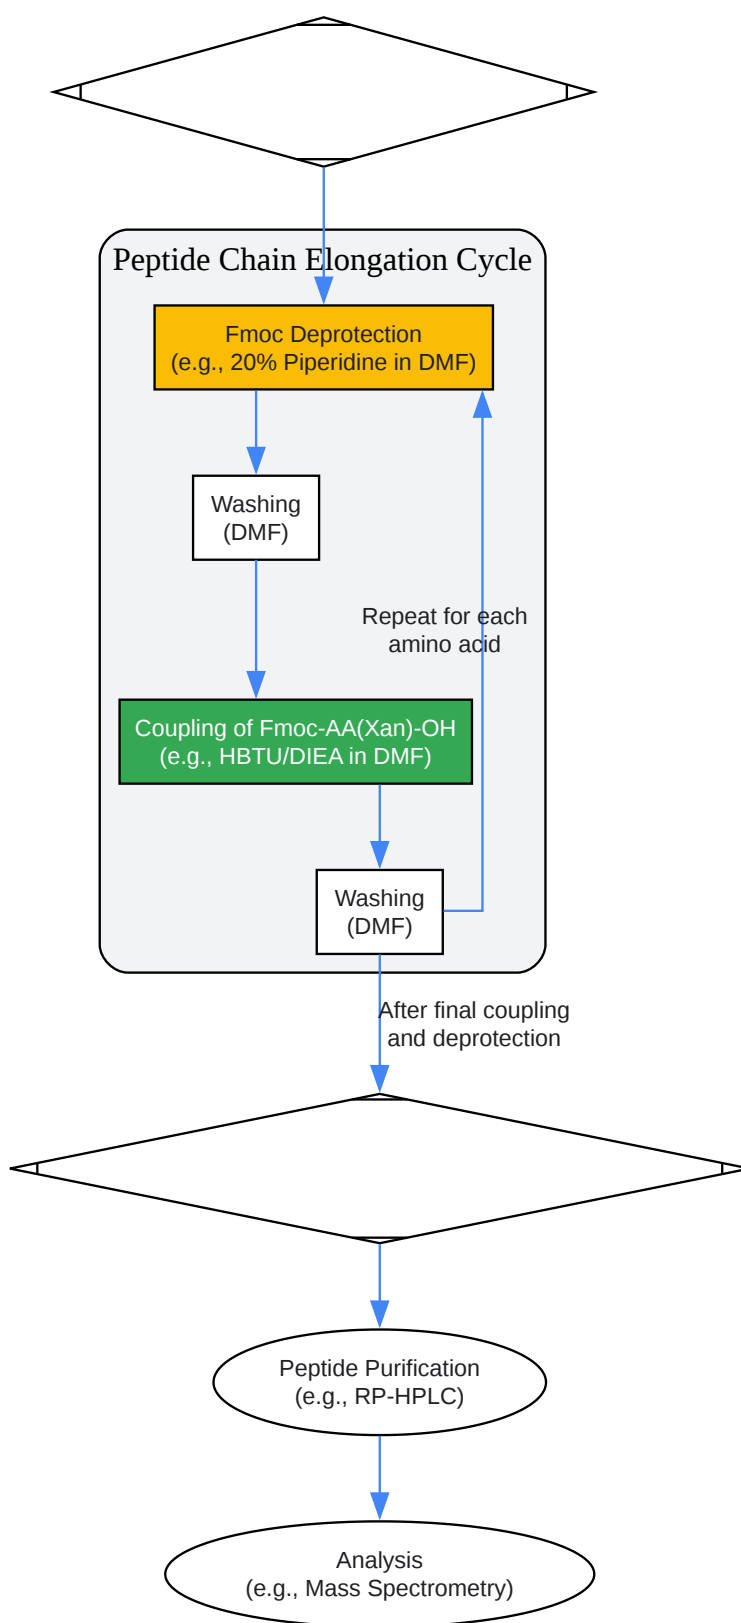 Peptide Chain Elongation Cycle
Fmoc Deprotection
(e.g., 20% Piperidine in DMF)
Washing
(DMF)
Repeat for each
amino acid
Coupling of Fmoc-AA(Xan)-OH
(e.g., HBTU/DIEA in DMF)
Washing
(DMF)
After final coupling
and deprotection
Peptide Purification
(e.g., RP-HPLC)
Analysis
(e.g., Mass Spectrometry)